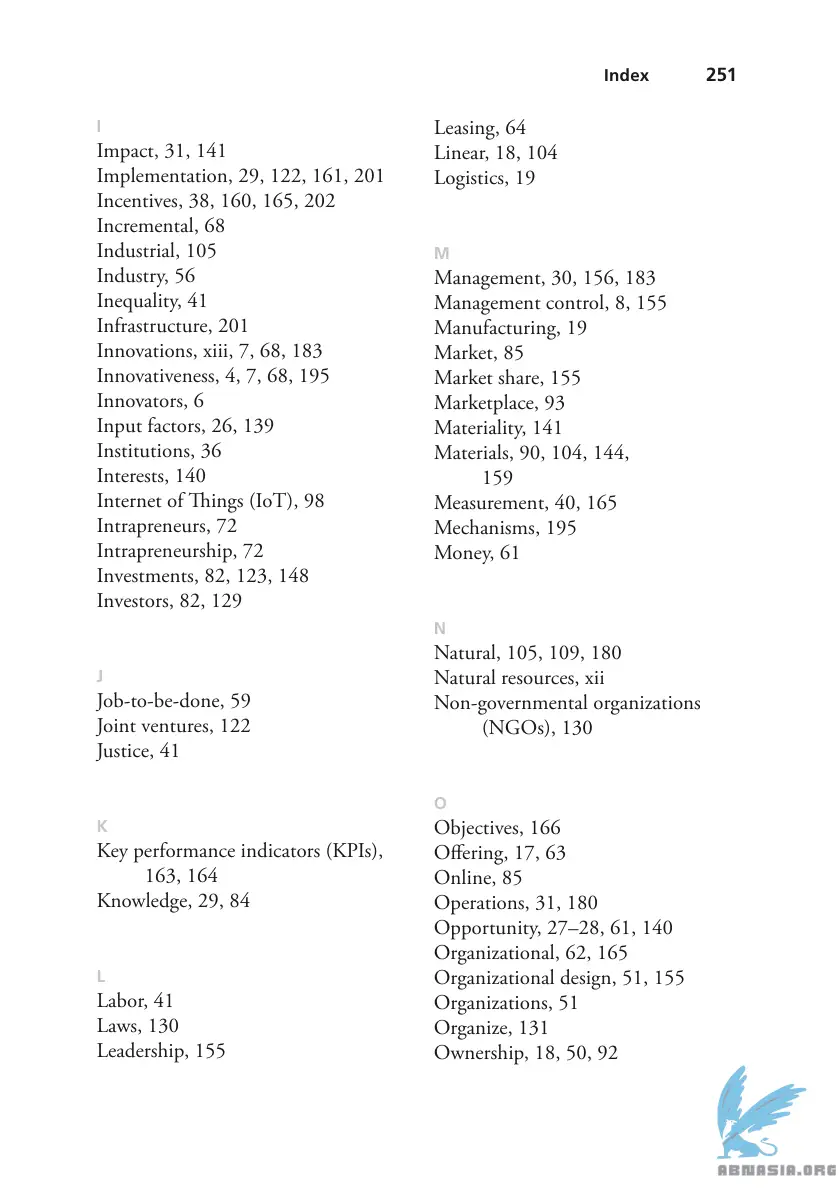 Index 251
I
Impact, 31, 141
Implementation, 29, 122, 161, 201
Incentives, 38, 160, 165, 202
Incremental, 68
Industrial, 105
Industry, 56
Inequality, 41
Infrastructure, 201
Innovations, xiii, 7, 68, 183
Innovativeness, 4, 7, 68, 195
Innovators, 6
Input factors, 26, 139
Institutions, 36
Interests, 140
Internet of Things (IoT), 98
Intrapreneurs, 72
Intrapreneurship, 72
Investments, 82, 123, 148
Investors, 82, 129
J
Job-to-be-done, 59
Joint ventures, 122
Justice, 41
K
Key performance indicators (KPIs),
163, 164
Knowledge, 29, 84
L
Labor, 41
Laws, 130
Leadership, 155
Leasing, 64
Linear, 18, 104
Logistics, 19
M
Management, 30, 156, 183
Management control, 8, 155
Manufacturing, 19
Market, 85
Market share, 155
Marketplace, 93
Materiality, 141
Materials, 90, 104, 144,
159
Measurement, 40, 165
Mechanisms, 195
Money, 61
N
Natural, 105, 109, 180
Natural resources, xii
Non-governmental organizations
(NGOs), 130
O
Objectives, 166
Offering, 17, 63
Online, 85
Operations, 31, 180
Opportunity, 27–28, 61, 140
Organizational, 62, 165
Organizational design, 51, 155
Organizations, 51
Organize, 131
Ownership, 18, 50, 92
ABNASIA.ORG